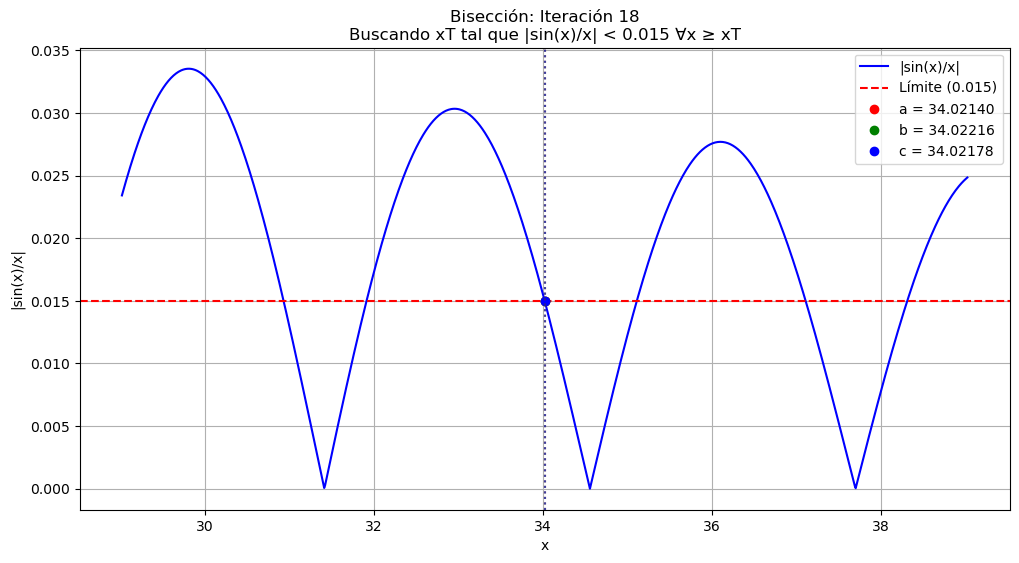 Bisección: Iteración 18
Buscando xT tal que |sin(x)/x| < 0.015 ∀x ≥ xT
0.035
0.030
0.025
0.020
0.015
0.010
0.005
0.000
|sin(x)/x|
|sin(x)/x|
Límite (0.015)
a = 34.02140
b = 34.02216
c = 34.02178
30
32
34
36
38
x